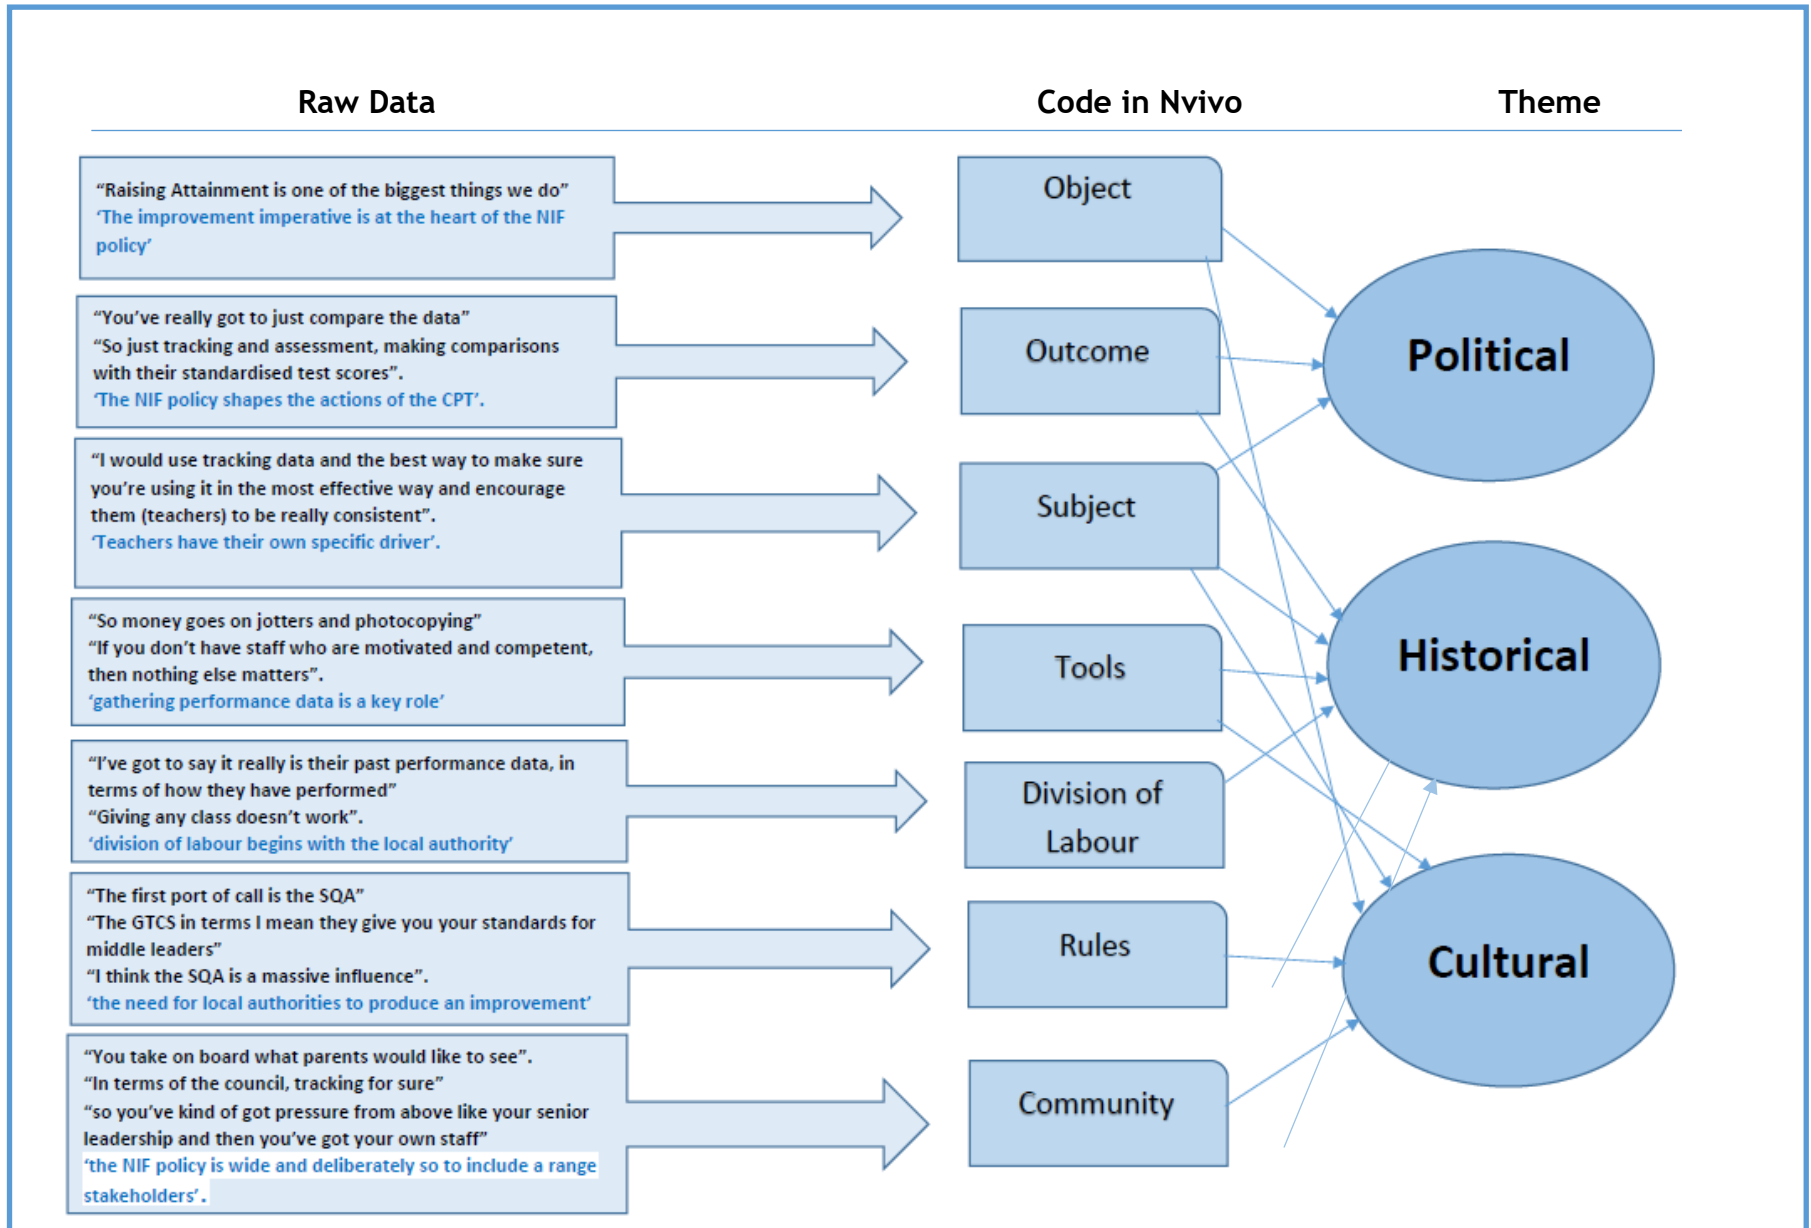 Raw Data
Code in Nvivo
Theme
“Raising Attainment is one of the biggest things we do”
‘The improvement imperative is at the heart of the NIF
policy’
Object
“You’ve really got to just compare the data”
“So just tracking and assessment, making comparisons
with their standardised test scores”.
‘The NIF policy shapes the actions of the CPT’.
Outcome
Political
“I would use tracking data and the best way to make sure
you’re using it in the most effective way and encourage
them (teachers) to be really consistent”.
‘Teachers have their own specific driver’.
Subject
“So money goes on jotters and photocopying”
“If you don’t have staff who are motivated and competent,
then nothing else matters”.
‘gathering performance data is a key role’
Tools
Historical
“I’ve got to say it really is their past performance data, in
terms of how they have performed”
“Giving any class doesn’t work”.
‘division of labour begins with the local authority’
Division of
Labour
“The first port of call is the SQA”
“The GTCS in terms I mean they give you your standards for
middle leaders”
“I think the SQA is a massive influence”.
‘the need for local authorities to produce an improvement’
Rules
Cultural
“You take on board what parents would like to see”.
“In terms of the council, tracking for sure”
“so you’ve kind of got pressure from above like your senior
leadership and then you’ve got your own staff”
‘the NIF policy is wide and deliberately so to include a range
stakeholders’.
Community